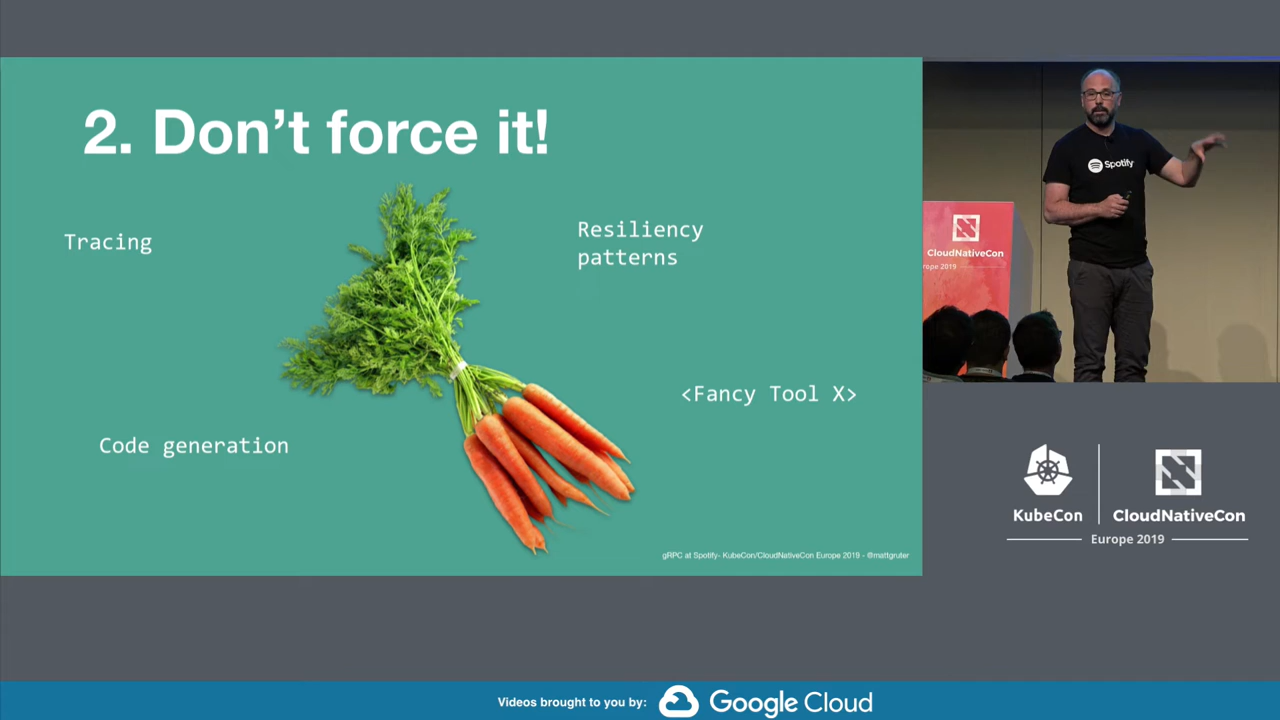 2. Don't force it!
Tracing
Resiliency
patterns
<Fancy Tool X>
Code generation
gRPC at Spotify- KubeCon/CloudNativeCon Europe 2019 - @mattgruter
Spotify
CloudNativeCon
rope 2019
KubeCon
CloudNativeCon
Europe 2019
Videos brought to you by:
Google Cloud